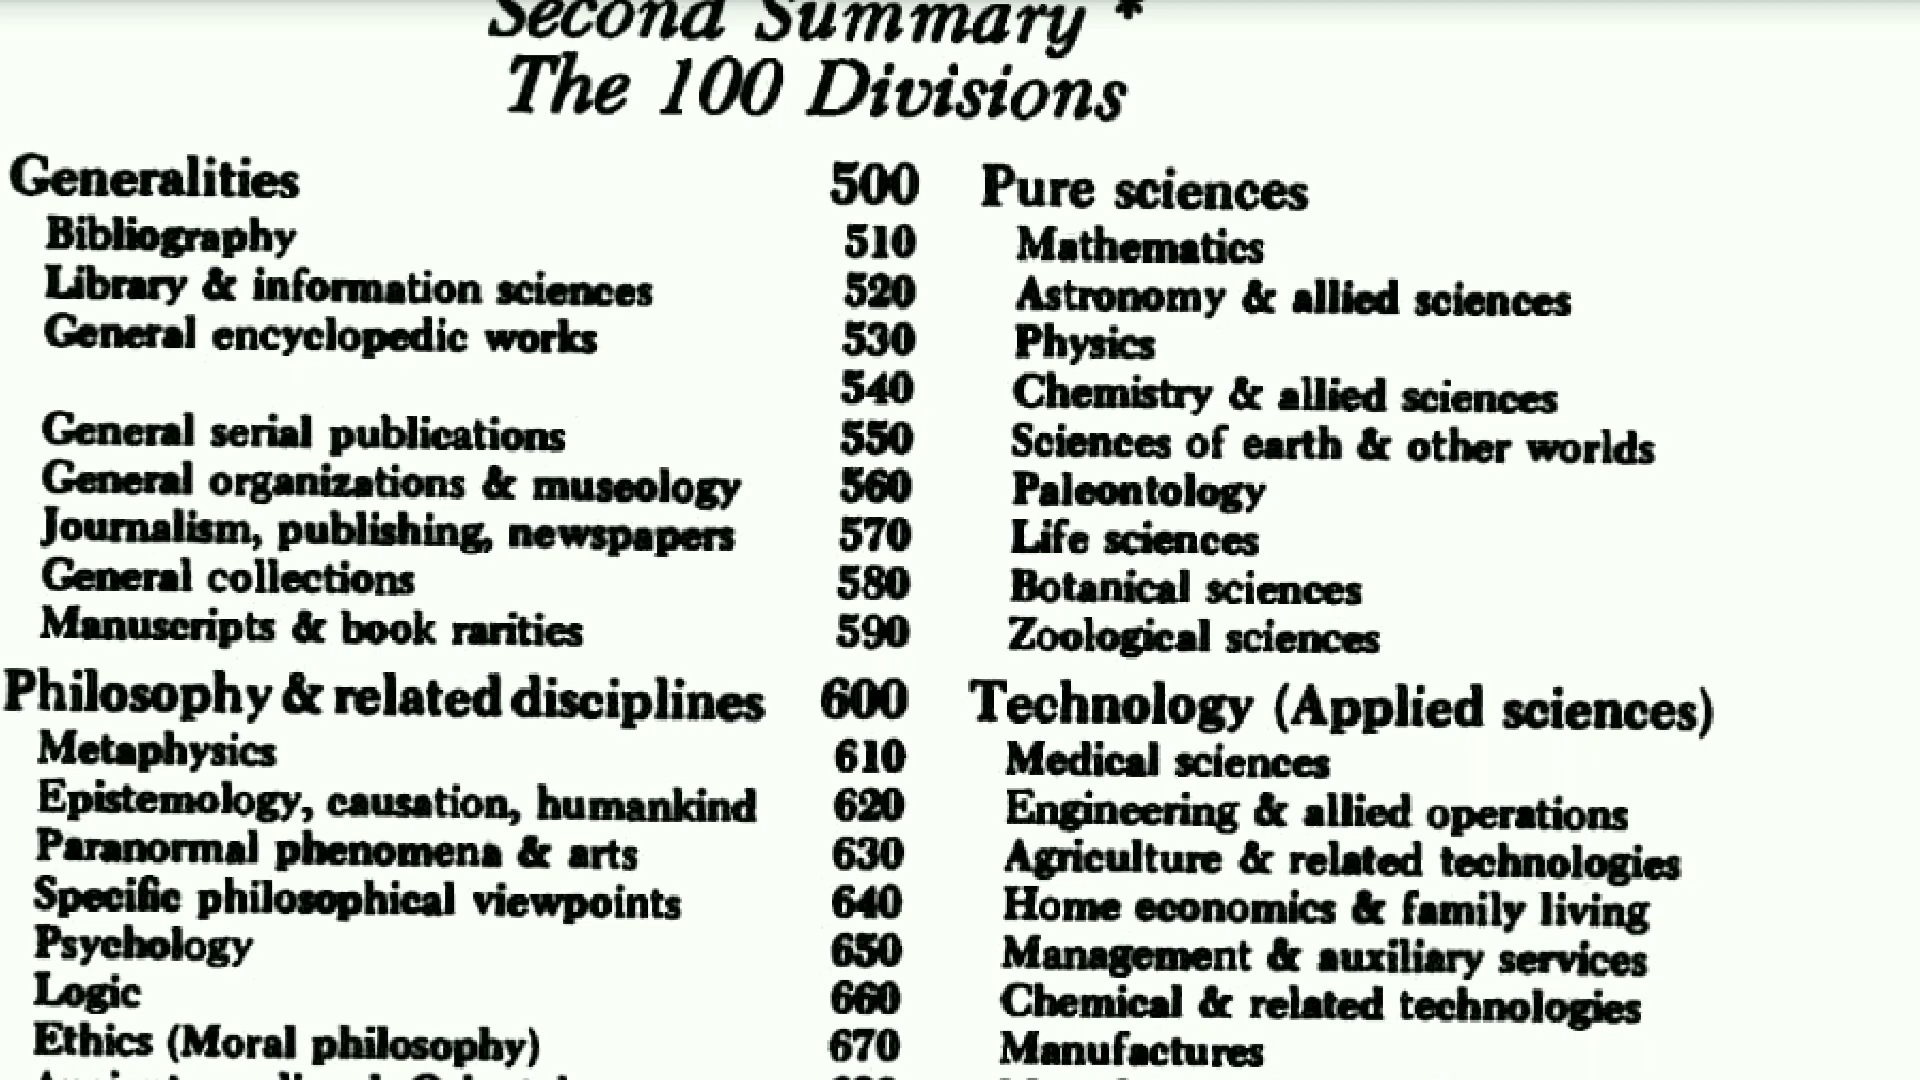 Second Summary *
The 100 Divisions
Generalities
Bibliography
Library & information sciences
General encyclopedic works
General serial publications
General organizations & museology
Journalism, publishing, newspapers
General collections
Manuscripts & book rarities
Philosophy & related disciplines
Metaphysics
Epistemology, causation, humankind
Paranormal phenomena & arts
Specific philosophical viewpoints
Psychology
Logic
Ethics (Moral philosophy)
500 Pure sciences
510 Mathematics
520 Astronomy & allied sciences
530 Physics
540 Chemistry & allied sciences
550 Sciences of earth & other worlds
560 Paleontology
570 Life sciences
580 Botanical sciences
590 Zoological sciences
600 Technology (Applied sciences)
610 Medical sciences
620 Engineering & allied operations
630 Agriculture & related technologies
640 Home economics & family living
650 Management & auxiliary services
660 Chemical & related technologies
670 Manufactures